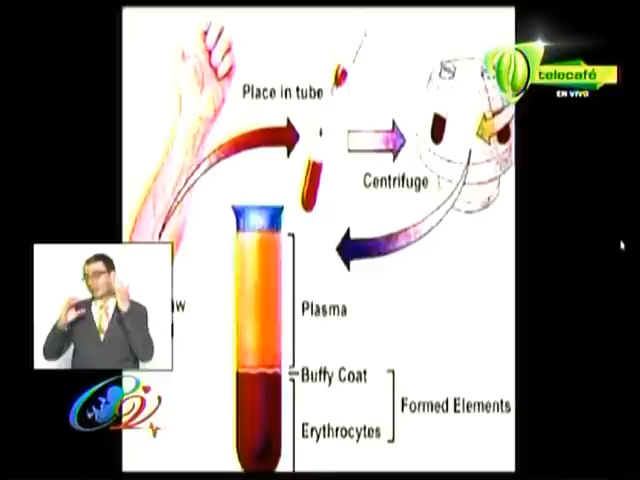 telecafé
EN VIVO
Place in tube
Centrifuge
Plasma
Buffy Coat
Formed Elements
Erythrocytes